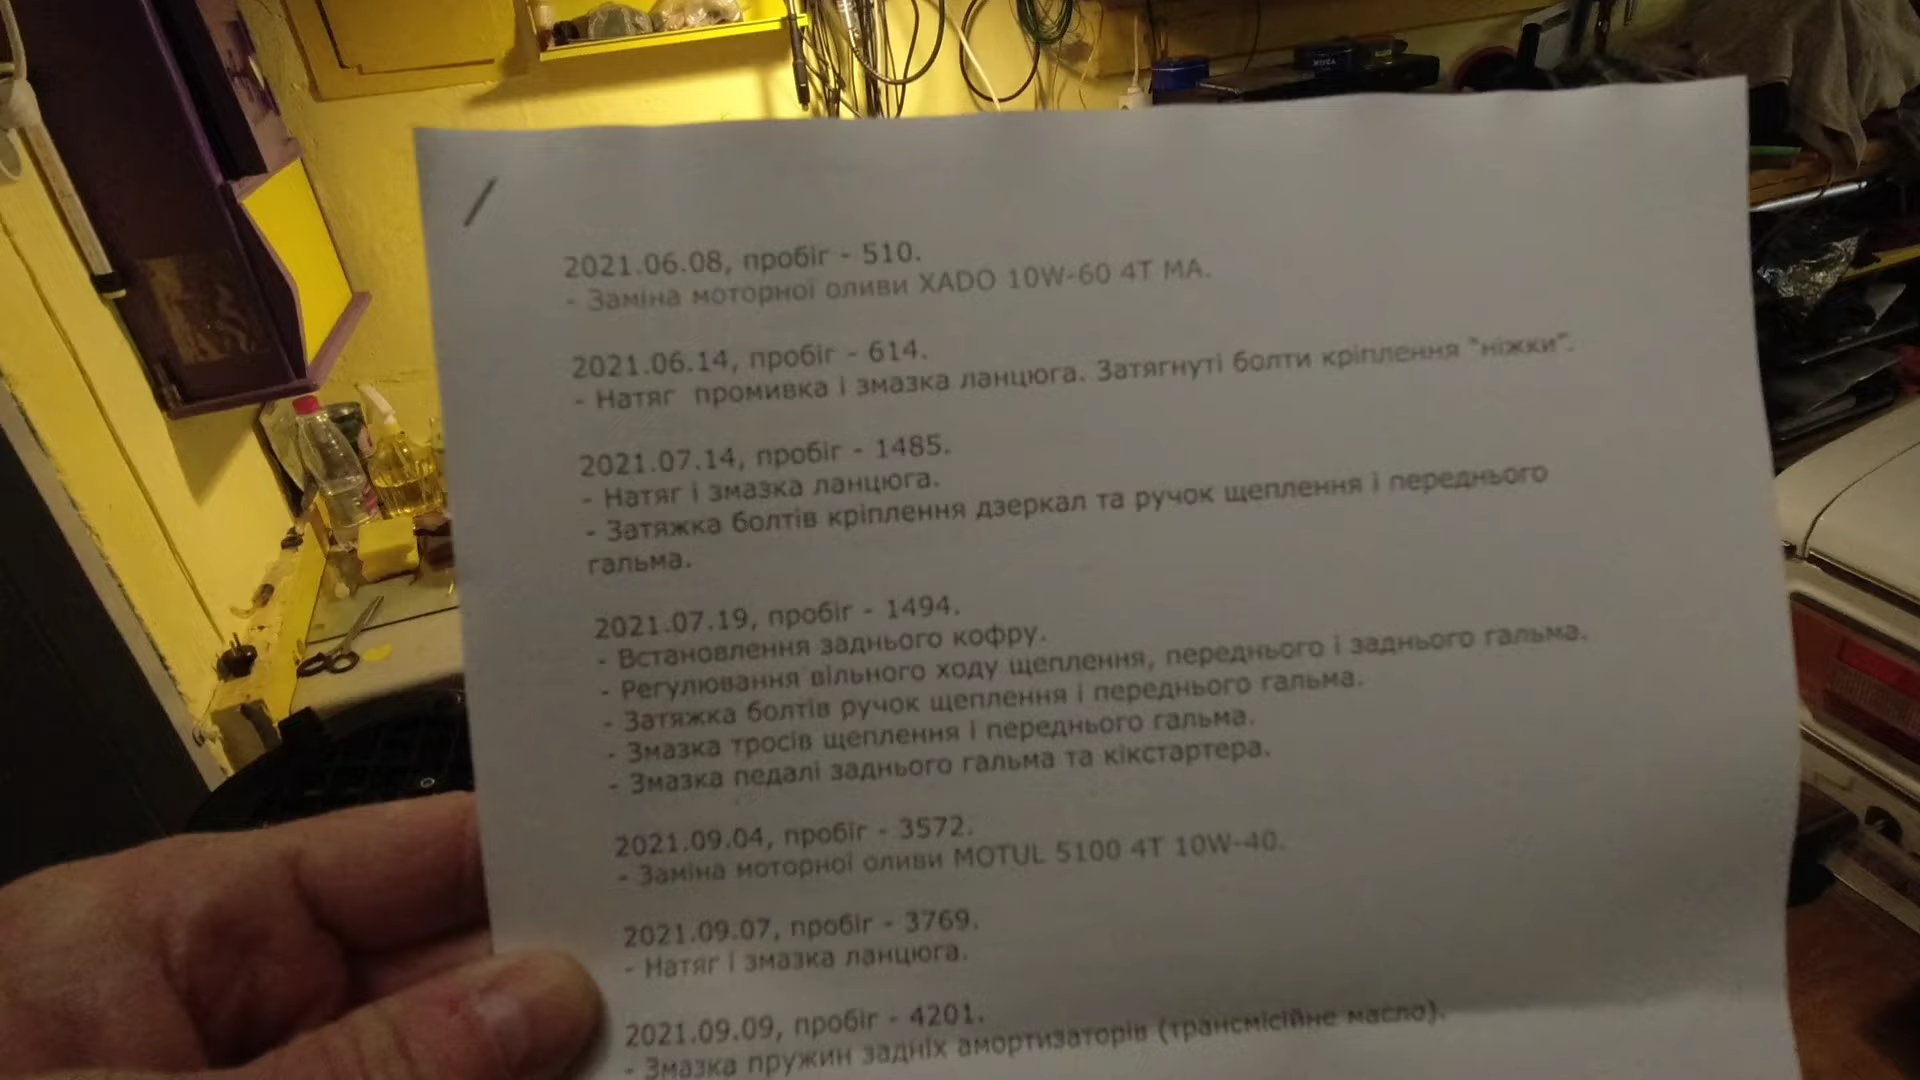 2021.06.08, пробіг - 510.
- Заміна моторної оливи XADO 10W-60 4T MA.
2021.06.14, пробіг - 614.
- Натяг промивка і змазка ланцюга. Затягнуті болти кріплення "ніжки".
2021.07.14, пробіг - 1485.
- Натяг і змазка ланцюга.
- Затяжка болтів кріплення дзеркал та ручок щеплення і переднього
гальма.
2021.07.19, пробіг - 1494.
- Встановлення заднього кофру.
- Регулювання вільного ходу щеплення, переднього і заднього гальма.
- Затяжка болтів ручок щеплення і переднього гальма.
- Змазка тросів щеплення і переднього гальма.
- Змазка педалі заднього гальма та кікстартера.
2021.09.04, пробіг - 3572.
- Заміна моторної оливи MOTUL 5100 4T 10W-40.
2021.09.07, пробіг - 3769.
- Натяг і змазка ланцюга.
2021.09.09, пробіг - 4201.
- Змазка пружин задніх амортизаторів (трансмісійне масло).
NIVEA